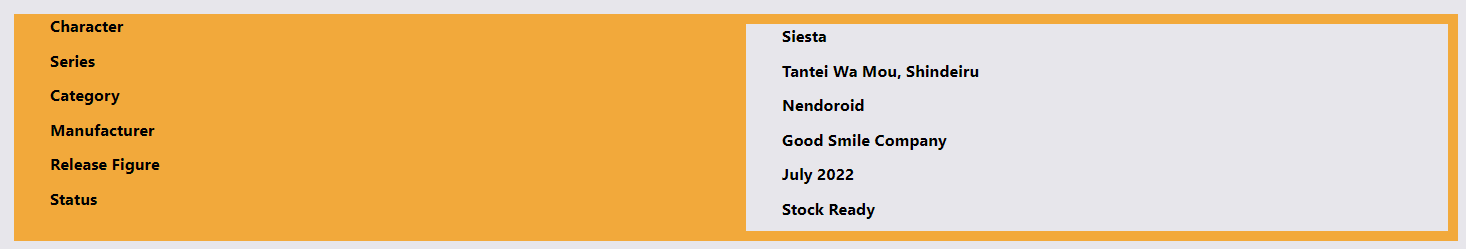 Character
Series
Category
Manufacturer
Release Figure
Status
Siesta
Tantei Wa Mou, Shindeiru
Nendoroid
Good Smile Company
July 2022
Stock Ready